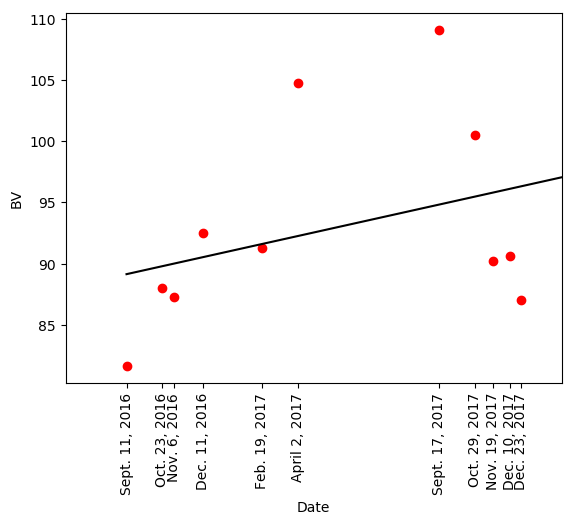 110
105
100
95
90
85
BV
Sept. 11, 2016
Oct. 23, 2016
Nov. 6, 2016
Dec. 11, 2016
Feb. 19, 2017
April 2, 2017
Sept. 17, 2017
Oct. 29, 2017
Nov. 19, 2017
Dec. 10, 2017
Dec. 23, 2017
Date